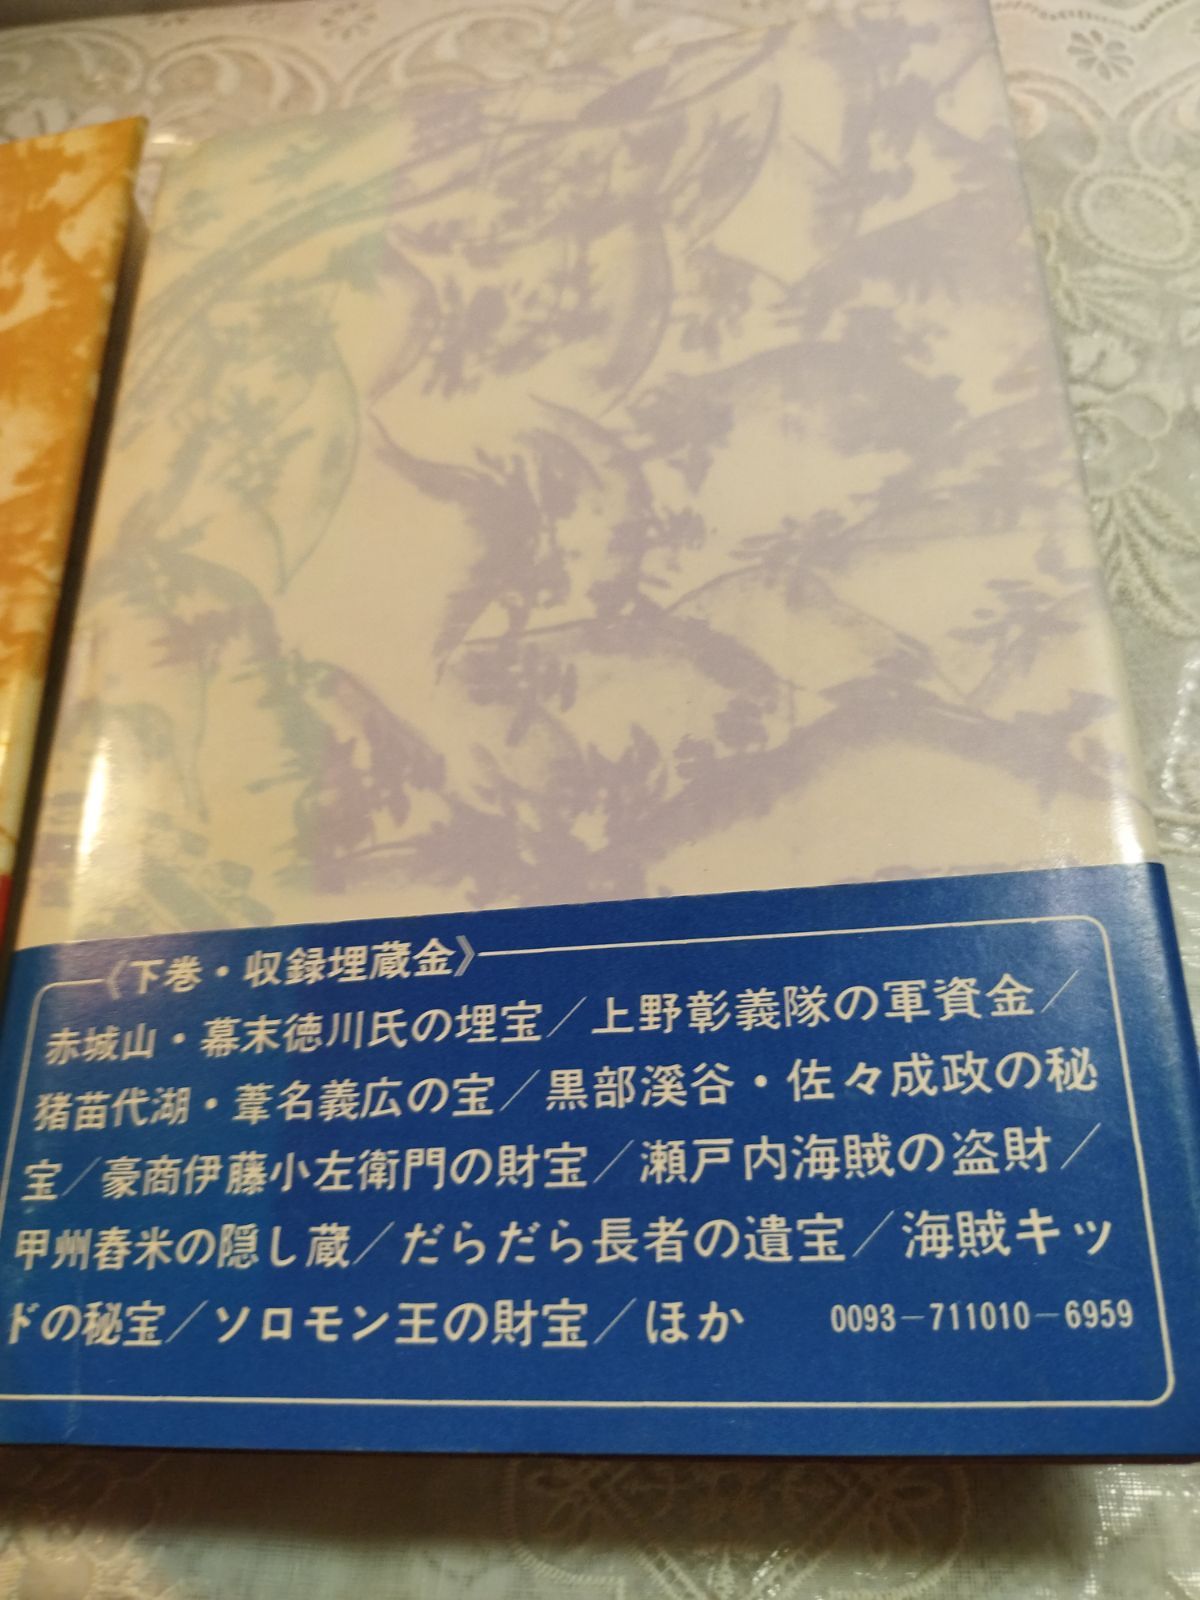 《下巻・収録埋蔵金》
赤城山・幕末徳川氏の埋宝／上野彰義隊の軍資金／
猪苗代湖・葦名義広の宝／黒部溪谷・佐々成政の秘
宝／豪商伊藤小左衛門の財宝／瀬戸内海賊の盗財／
甲州舂米の隠し蔵／だらだら長者の遺宝／海賊キッ
ドの秘宝／ソロモン王の財宝／ほか　0093－711010－6959